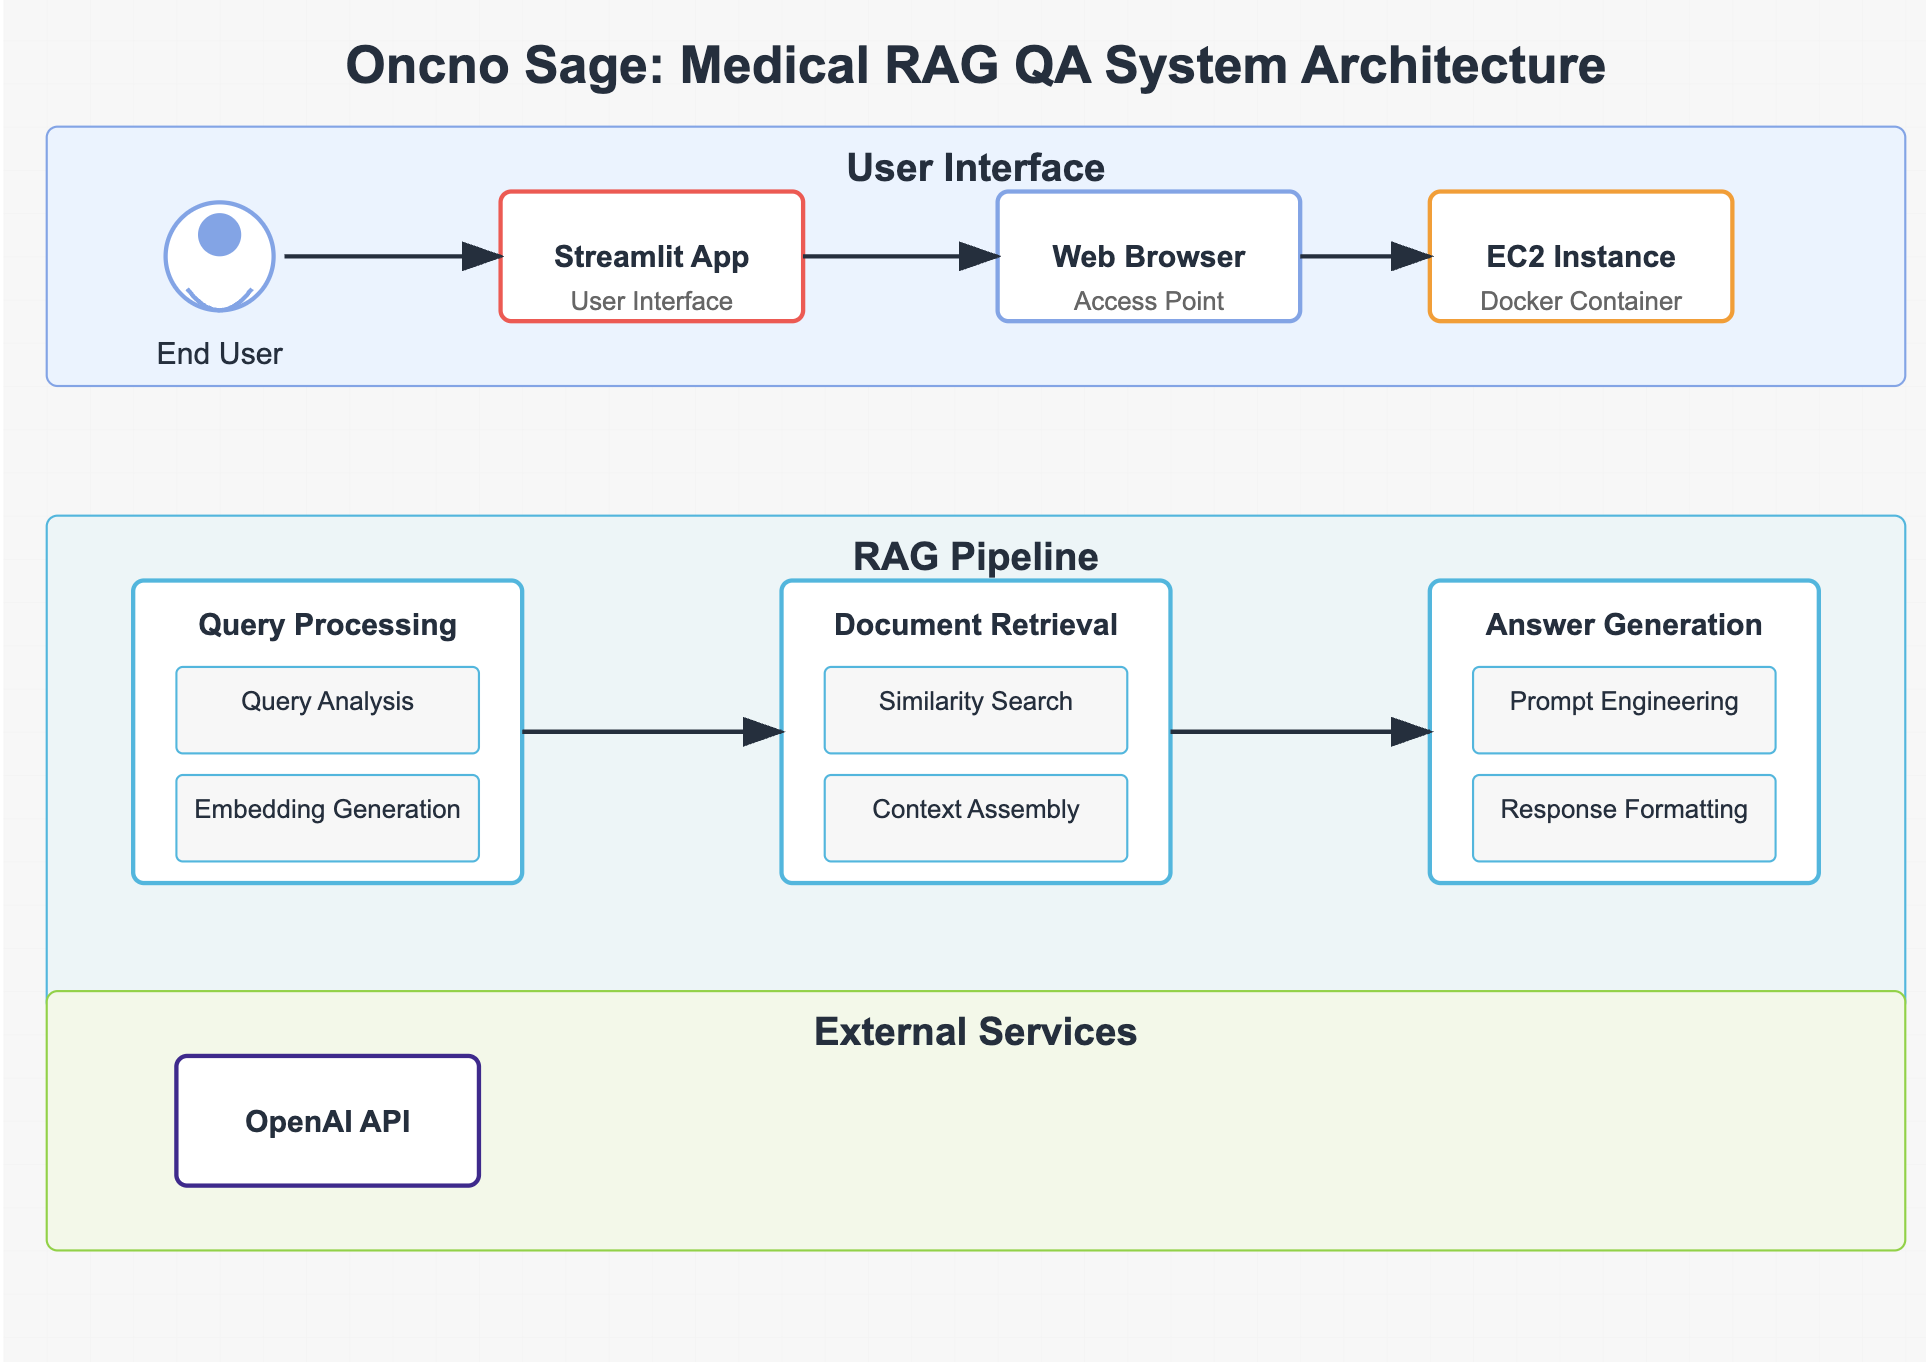 Oncno Sage: Medical RAG QA System Architecture
User Interface
Streamlit App
User Interface
Web Browser
Access Point
EC2 Instance
Docker Container
End User
RAG Pipeline
Query Processing
Query Analysis
Embedding Generation
Document Retrieval
Similarity Search
Context Assembly
Answer Generation
Prompt Engineering
Response Formatting
External Services
OpenAI API